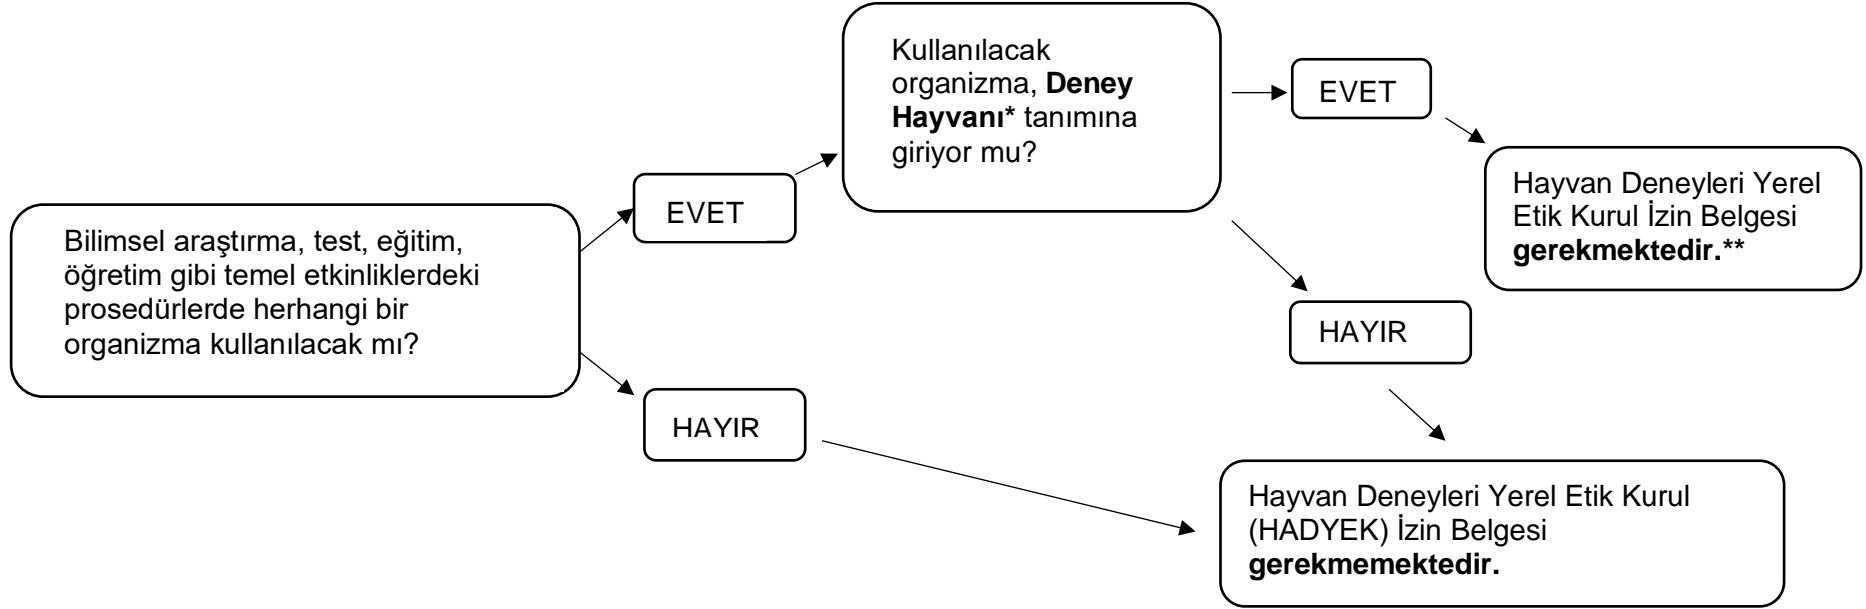 Bilimsel araştırma, test, eğitim,
öğretim gibi temel etkinliklerdeki
prosedürlerde herhangi bir
organizma kullanılacak mı?
EVET
HAYIR
Kullanılacak
organizma, Deney
Hayvanı* tanımına
giriyor mu?
EVET
HAYIR
Hayvan Deneyleri Yerel
Etik Kurul İzin Belgesi
gerekmektedir.**
Hayvan Deneyleri Yerel Etik Kurul
(HADYEK) İzin Belgesi
gerekmemektedir.